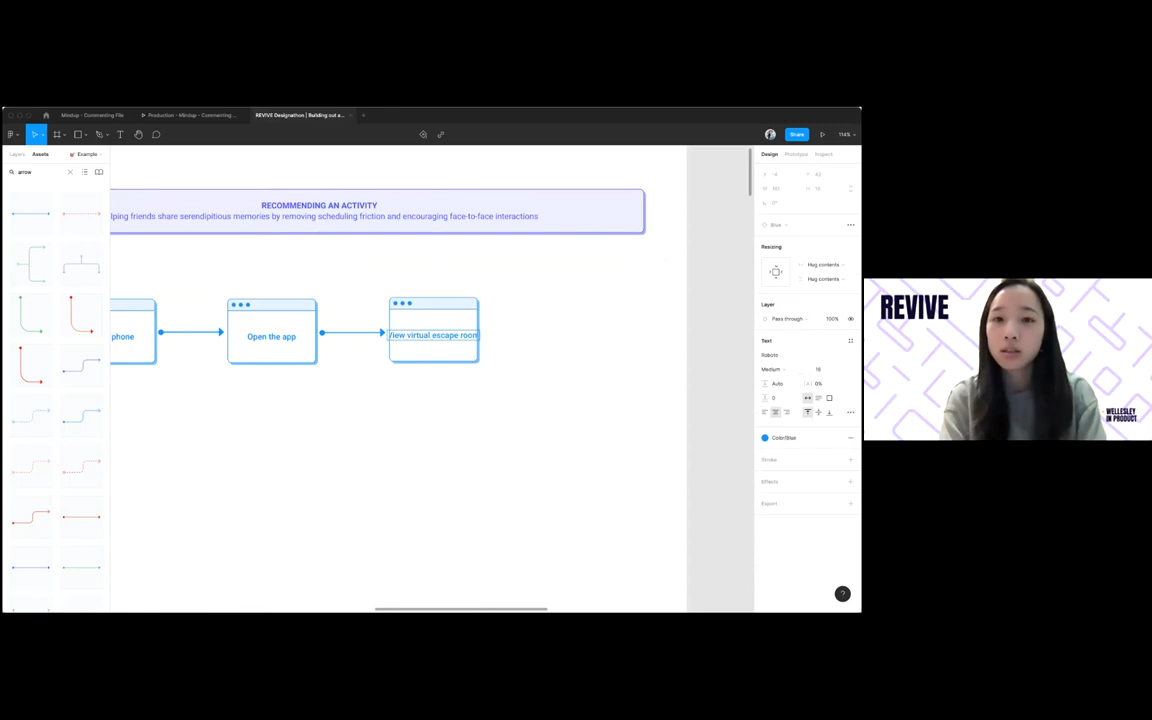 Mindup - Commenting File
Production - Mindup - Commenting ...
REVIVE Designathon | Building out a...
Share
114%
Layers
Assets
Example
arrow
Design
Prototype
Inspect
X
-4
Y
W
H
Blue
Resizing
Hug contents
Hug contents
Layer
Pass through
100%
Text
Roboto
Medium
16
Auto
0%
0
Color/Blue
Stroke
Effects
Export
?
RECOMMENDING AN ACTIVITY
lping friends share serendipitious memories by removing scheduling friction and encouraging face-to-face interactions
phone
Open the app
View virtual escape room
REVIVE
WELLESLEY
IN PRODUCT